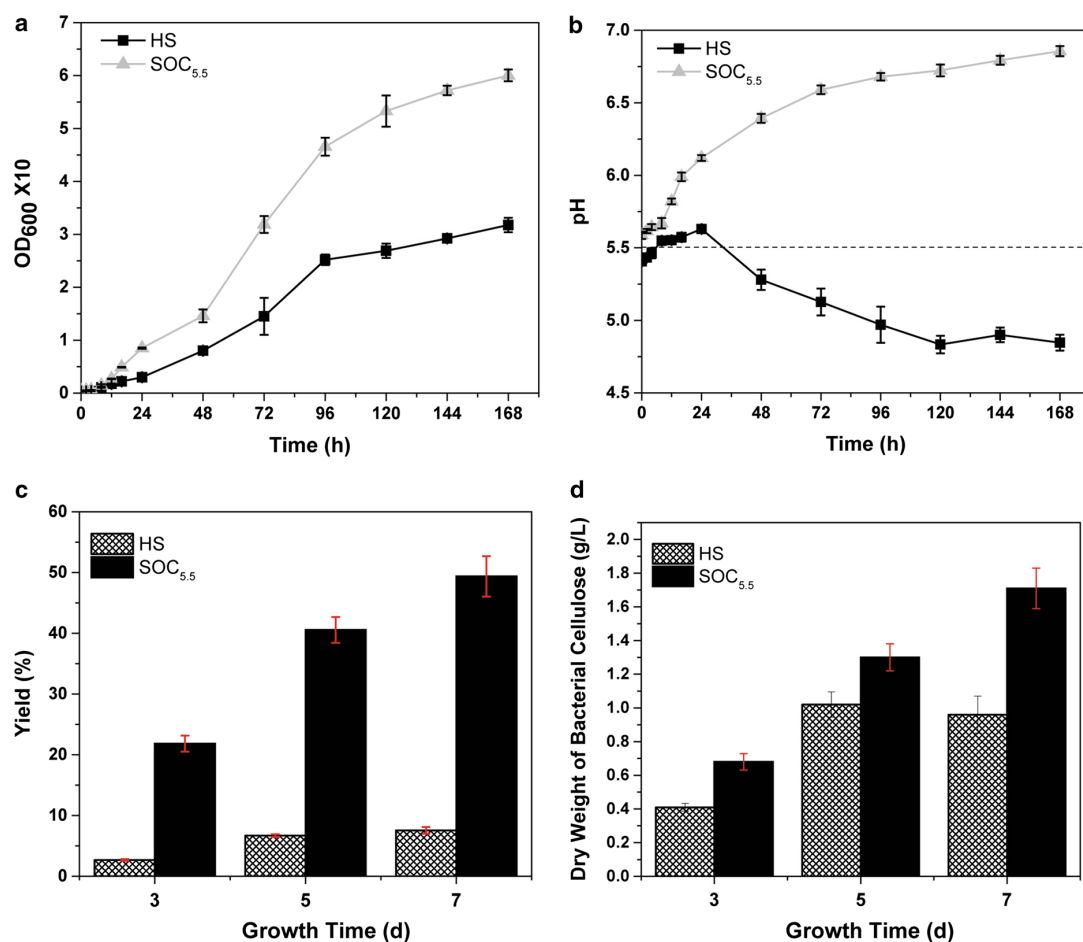 a
7
6
5
4
3
2
1
0
OD600 X10
HS
SOC5.5
0 24 48 72 96 120 144 168
Time (h)
b
7.0
6.5
6.0
5.5
5.0
4.5
pH
HS
SOC5.5
0 24 48 72 96 120 144 168
Time (h)
c
60
50
40
30
20
10
0
Yield (%)
HS
SOC5.5
3 5 7
Growth Time (d)
d
2.0
1.8
1.6
1.4
1.2
1.0
0.8
0.6
0.4
0.2
0.0
Dry Weight of Bacterial Cellulose (g/L)
HS
SOC5.5
3 5 7
Growth Time (d)